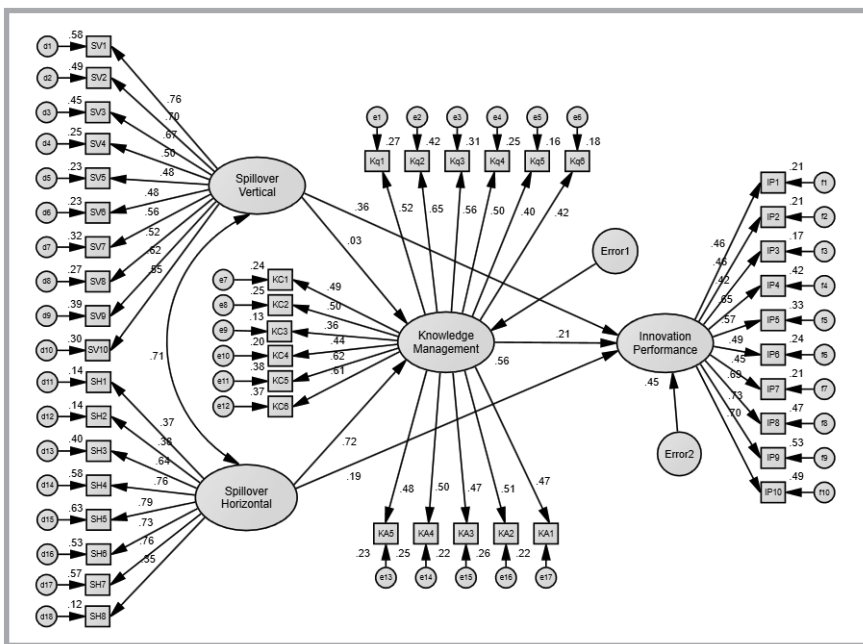 d1 .58 SV1
d2 .49 SV2 .76
d3 .45 SV3 .70
d4 .25 SV4 .67
d5 .23 SV5 .50
.48
d6 .23 SV6 .48
d7 .32 SV7 .56
d8 .27 SV8 .52
d9 .39 SV9 .62
d10 .30 SV10 .55
Spillover
Vertical
.71
d11 .14 SH1
d12 .14 SH2 .37
d13 .40 SH3 .38
d14 .58 SH4 .64
d15 .63 SH5 .76
.79
d16 .53 SH6 .73
d17 .57 SH7 .76
d18 .12 SH8 .35
Spillover
Horizontal
e1 e2 e3 e4 e5 e6
.27 .42 .31 .25 .16 .18
Kq1 Kq2 Kq3 Kq4 Kq5 Kq6
.52 .65 .56 .50 .40 .42
.36
.03
e7 .24 KC1 .49
e8 .25 KC2 .50
e9 .13 KC3 .36
e10 .20 KC4 .44
e11 .38 KC5 .62
e12 .37 KC6 .61
Knowledge
Management
.56
Error1
.21
.72
.19
.48 .50 .47 .51 .47
KA5 KA4 KA3 KA2 KA1
.23 .25 .22 .26 .22
e13 e14 e15 e16 e17
Innovation
Performance
.45
Error2
.46 IP1 .21 f1
.46 IP2 .21 f2
.42 IP3 .17 f3
.65 IP4 .42 f4
.57 IP5 .33 f5
.49 IP6 .24 f6
.45 IP7 .21 f7
.69 IP8 .47 f8
.73 IP9 .53 f9
.70 IP10 .49 f10